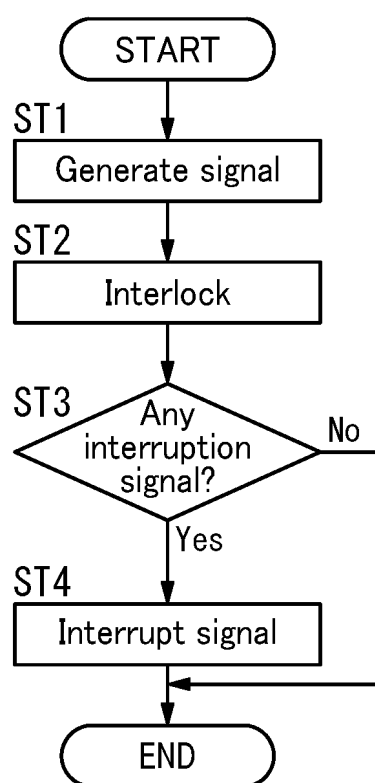 START
ST1
Generate signal
ST2
Interlock
ST3
Any
interruption
signal?
No
Yes
ST4
Interrupt signal
END